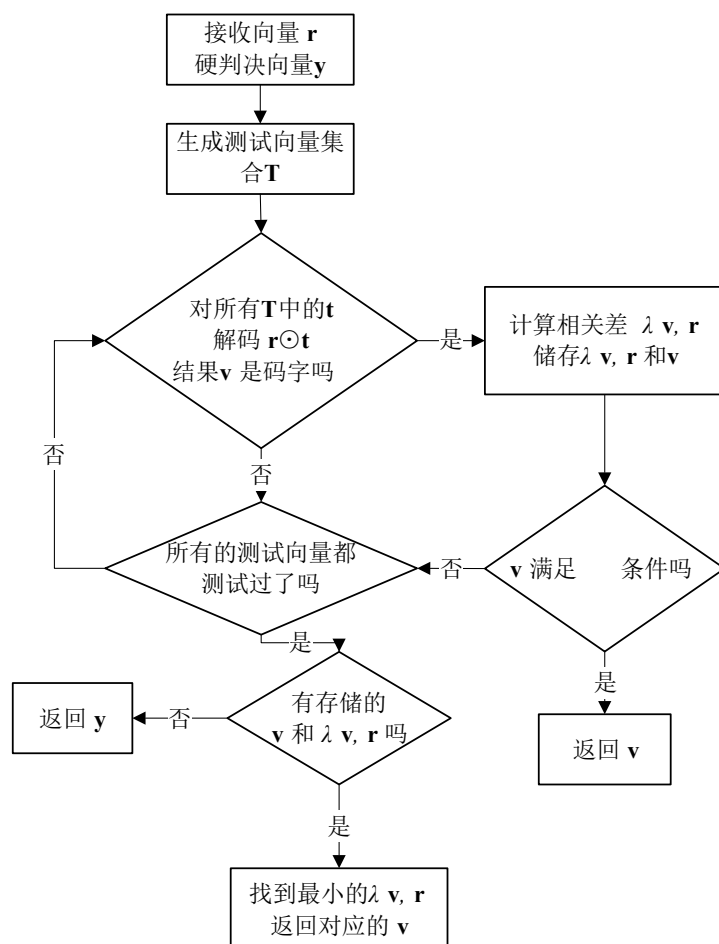 接收向量 r
硬判决向量y
生成测试向量集
合T
对所有T中的t
解码 r⊙t
结果v 是码字吗
是
计算相关差 λ v, r
储存λ v, r 和v
否
否
所有的测试向量都
测试过了吗
否
v 满足 条件吗
是
是
返回 y
否
有存储的
v 和 λ v, r 吗
返回 v
是
找到最小的λ v, r
返回对应的 v